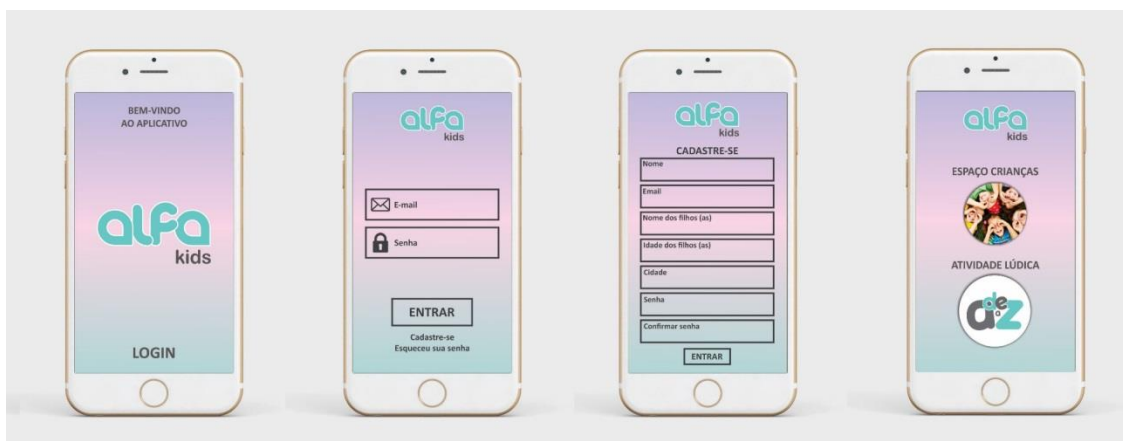 BEM-VINDO
AO APLICATIVO
alfa
kids
LOGIN
alfa
kids
E-mail
Senha
ENTRAR
Cadastre-se
Esqueceu sua senha
alfa
kids
CADASTRE-SE
Nome
Email
Nome dos filhos (as)
Idade dos filhos (as)
Cidade
Senha
Confirmar senha
ENTRAR
alfa
kids
ESPAÇO CRIANÇAS
ATIVIDADE LÚDICA
a de a z